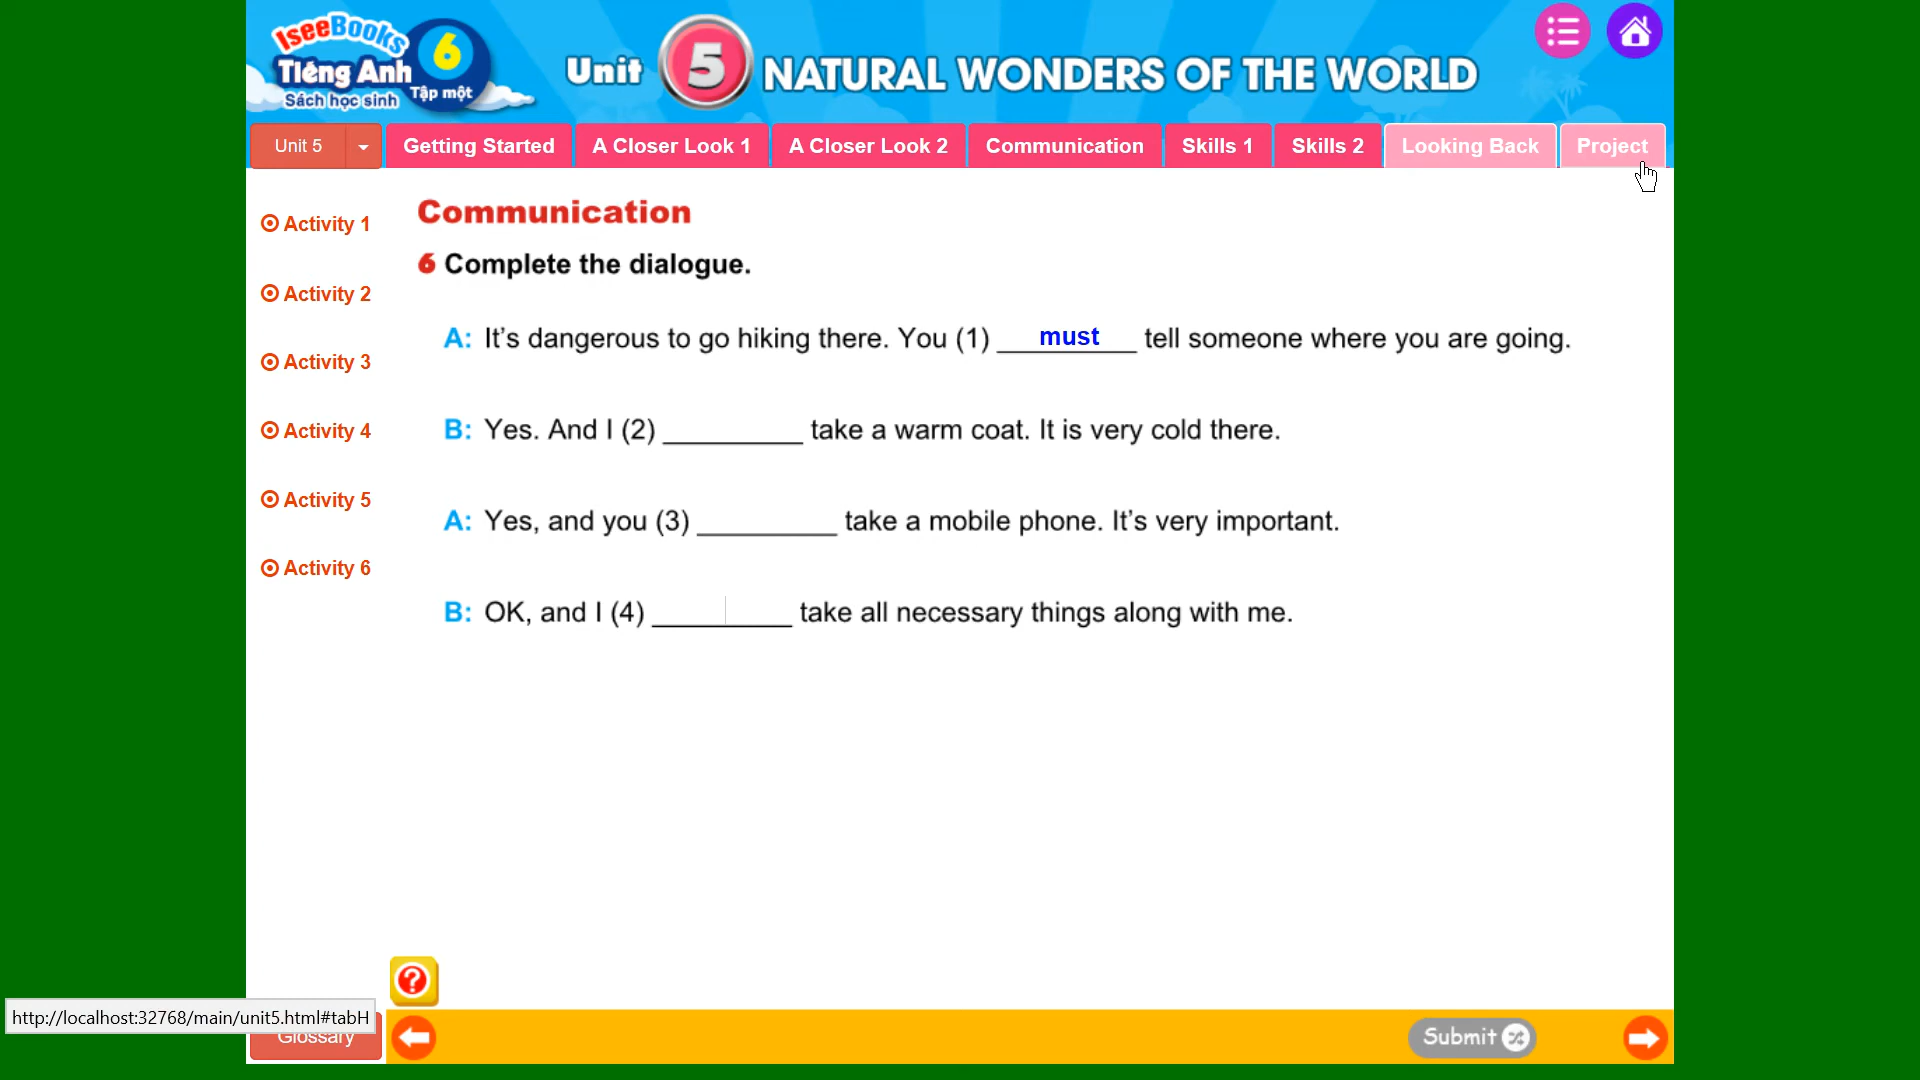 IseeBooks
Tiếng Anh 6
Sách học sinh Tập một
Unit 5 NATURAL WONDERS OF THE WORLD
Unit 5 Getting Started A Closer Look 1 A Closer Look 2 Communication Skills 1 Skills 2 Looking Back Project
Activity 1
Activity 2
Activity 3
Activity 4
Activity 5
Activity 6
Communication
6 Complete the dialogue.
A: It's dangerous to go hiking there. You (1) must tell someone where you are going.
B: Yes. And I (2) __________ take a warm coat. It is very cold there.
A: Yes, and you (3) __________ take a mobile phone. It's very important.
B: OK, and I (4) __________ take all necessary things along with me.
?
http://localhost:32768/main/unit5.html#tabH
Glossary
Submit